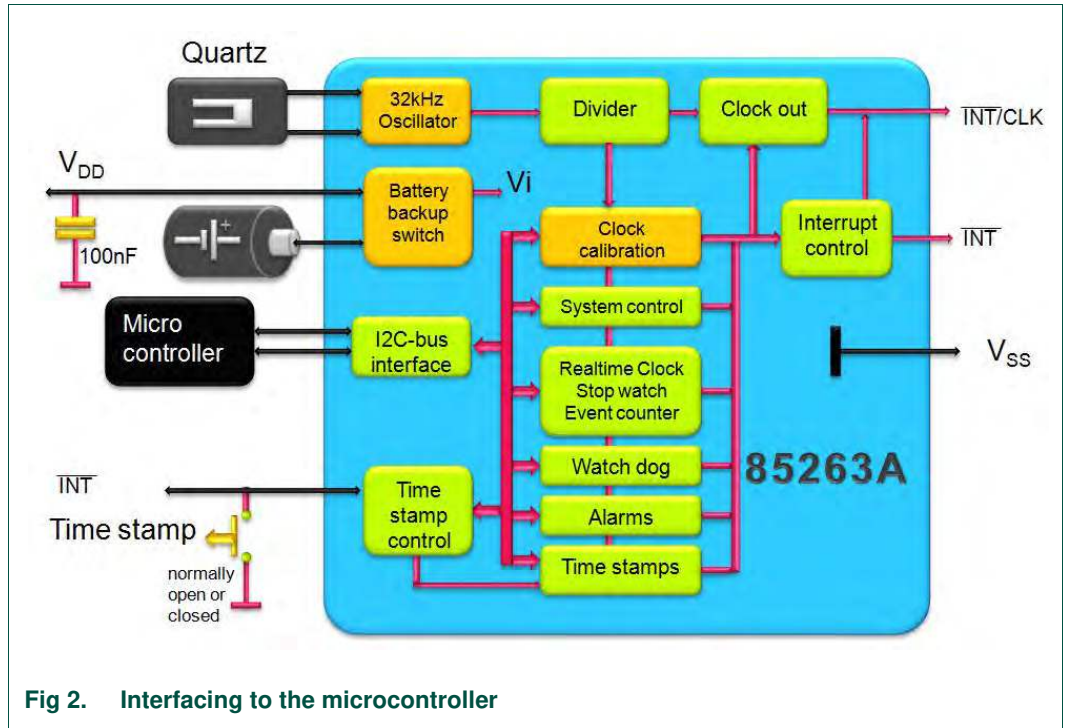 Quartz
32kHz
Oscillator
Divider
Clock out
INT/CLK
VDD
Battery
backup
switch
Vi
+
100nF
Clock
calibration
Interrupt
control
INT
Micro
controller
I2C-bus
interface
System control
Realtime Clock
Stop watch
Event counter
VSS
Watch dog
85263A
INT
Time
stamp
control
Alarms
Time stamp
Time stamps
normally
open or
closed
Fig 2. Interfacing to the microcontroller